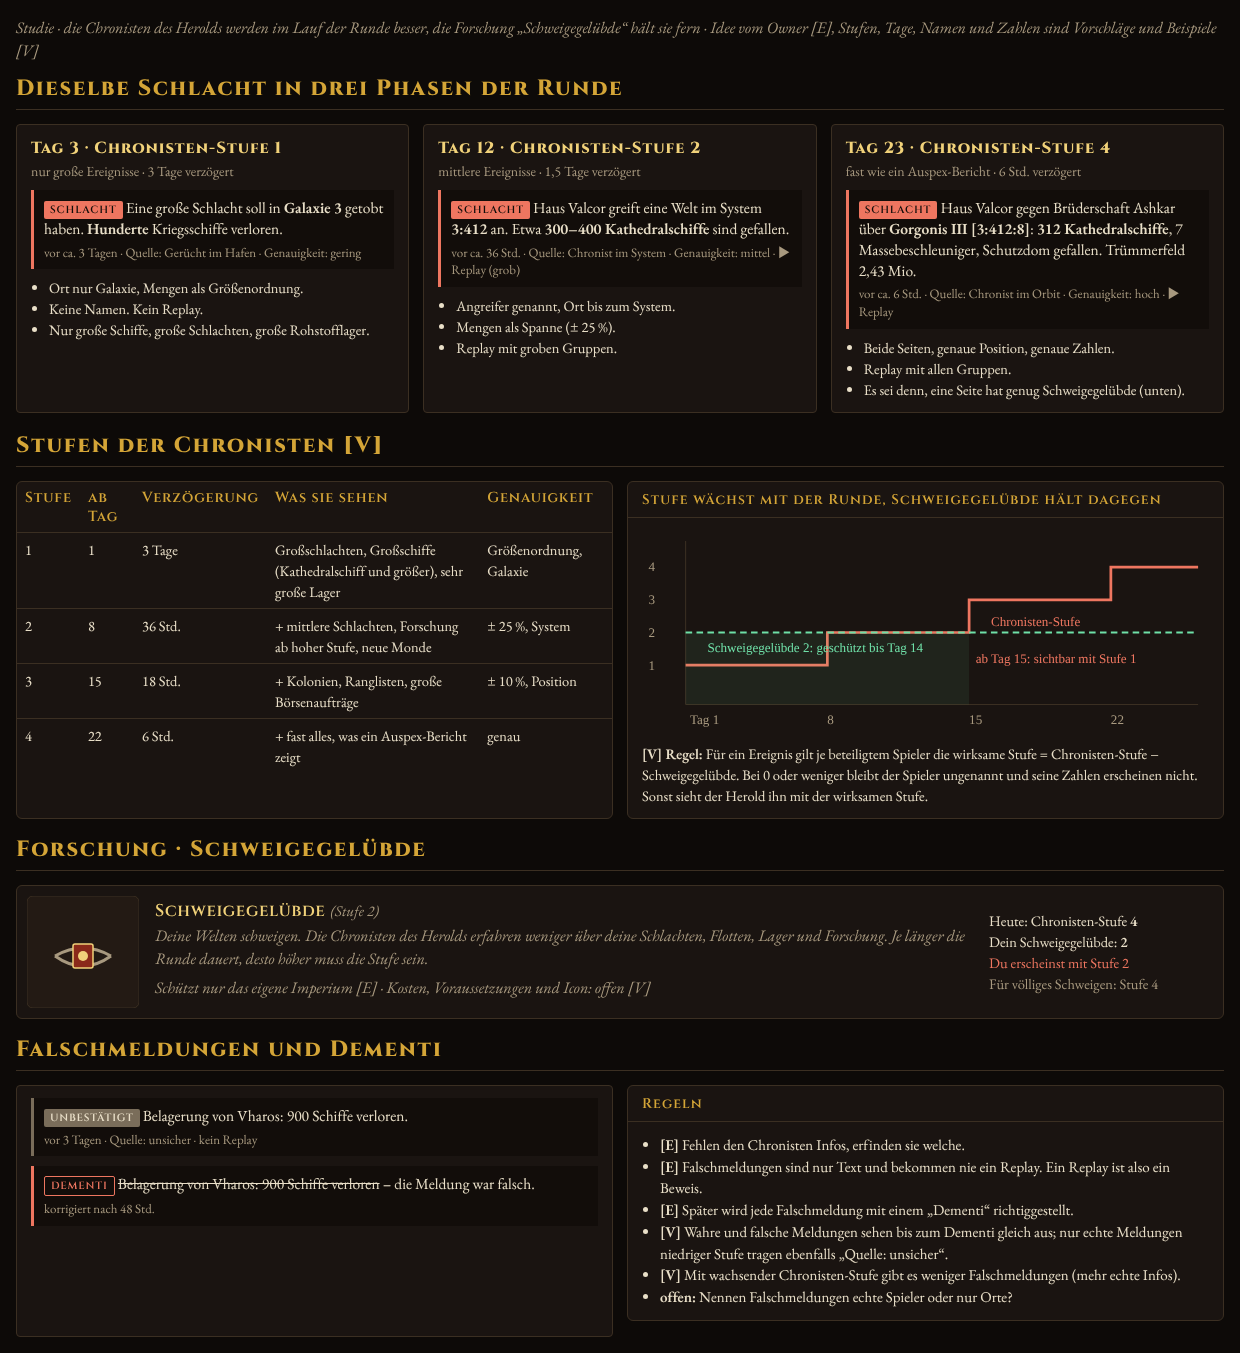 Studie · die Chronisten des Herolds werden im Lauf der Runde besser, die Forschung „Schweigegelübde“ hält sie fern · Idee vom Owner [E], Stufen, Tage, Namen und Zahlen sind Vorschläge und Beispiele
[V]
Dieselbe Schlacht in drei Phasen der Runde
Tag 3 · Chronisten-Stufe 1
nur große Ereignisse · 3 Tage verzögert
SCHLACHT Eine große Schlacht soll in Galaxie 3 getobt
haben. Hunderte Kriegsschiffe verloren.
vor ca. 3 Tagen · Quelle: Gerücht im Hafen · Genauigkeit: gering
• Ort nur Galaxie, Mengen als Größenordnung.
• Keine Namen. Kein Replay.
• Nur große Schiffe, große Schlachten, große Rohstofflager.
Tag 12 · Chronisten-Stufe 2
mittlere Ereignisse · 1,5 Tage verzögert
SCHLACHT Haus Valcor greift eine Welt im System
3:412 an. Etwa 300–400 Kathedralschiffe sind gefallen.
vor ca. 36 Std. · Quelle: Chronist im System · Genauigkeit: mittel · ▶
Replay (grob)
• Angreifer genannt, Ort bis zum System.
• Mengen als Spanne (± 25 %).
• Replay mit groben Gruppen.
Tag 23 · Chronisten-Stufe 4
fast wie ein Auspex-Bericht · 6 Std. verzögert
SCHLACHT Haus Valcor gegen Brüderschaft Ashkar
über Gorgonis III [3:412:8]: 312 Kathedralschiffe, 7
Massebeschleuniger, Schutzdom gefallen. Trümmerfeld
2,43 Mio.
vor ca. 6 Std. · Quelle: Chronist im Orbit · Genauigkeit: hoch · ▶
Replay
• Beide Seiten, genaue Position, genaue Zahlen.
• Replay mit allen Gruppen.
• Es sei denn, eine Seite hat genug Schweigegelübde (unten).
Stufen der Chronisten [V]
Stufe ab Verzögerung Was sie sehen Genauigkeit
Tag
1 1 3 Tage Großschlachten, Großschiffe Größenordnung,
(Kathedralschiff und größer), sehr Galaxie
große Lager
2 8 36 Std. + mittlere Schlachten, Forschung ± 25 %, System
ab hoher Stufe, neue Monde
3 15 18 Std. + Kolonien, Ranglisten, große ± 10 %, Position
Börsenaufträge
4 22 6 Std. + fast alles, was ein Auspex-Bericht genau
zeigt
Stufe wächst mit der Runde, Schweigegelübde hält dagegen
4
3
Chronisten-Stufe
2
Schweigegelübde 2: geschützt bis Tag 14
ab Tag 15: sichtbar mit Stufe 1
1
Tag 1 8 15 22
[V] Regel: Für ein Ereignis gilt je beteiligtem Spieler die wirksame Stufe = Chronisten-Stufe –
Schweigegelübde. Bei 0 oder weniger bleibt der Spieler ungenannt und seine Zahlen erscheinen nicht.
Sonst sieht der Herold ihn mit der wirksamen Stufe.
Forschung · Schweigegelübde
Schweigegelübde (Stufe 2)
Deine Welten schweigen. Die Chronisten des Herolds erfahren weniger über deine Schlachten, Flotten, Lager und Forschung. Je länger die
Runde dauert, desto höher muss die Stufe sein.
Schützt nur das eigene Imperium [E] · Kosten, Voraussetzungen und Icon: offen [V]
Heute: Chronisten-Stufe 4
Dein Schweigegelübde: 2
Du erscheinst mit Stufe 2
Für völliges Schweigen: Stufe 4
Falschmeldungen und Dementi
UNBESTÄTIGT Belagerung von Vharos: 900 Schiffe verloren.
vor 3 Tagen · Quelle: unsicher · kein Replay
DEMENTI Belagerung von Vharos: 900 Schiffe verloren – die Meldung war falsch.
korrigiert nach 48 Std.
Regeln
• [E] Fehlen den Chronisten Infos, erfinden sie welche.
• [E] Falschmeldungen sind nur Text und bekommen nie ein Replay. Ein Replay ist also ein
Beweis.
• [E] Später wird jede Falschmeldung mit einem „Dementi“ richtiggestellt.
• [V] Wahre und falsche Meldungen sehen bis zum Dementi gleich aus; nur echte Meldungen
niedriger Stufe tragen ebenfalls „Quelle: unsicher“.
• [V] Mit wachsender Chronisten-Stufe gibt es weniger Falschmeldungen (mehr echte Infos).
• offen: Nennen Falschmeldungen echte Spieler oder nur Orte?